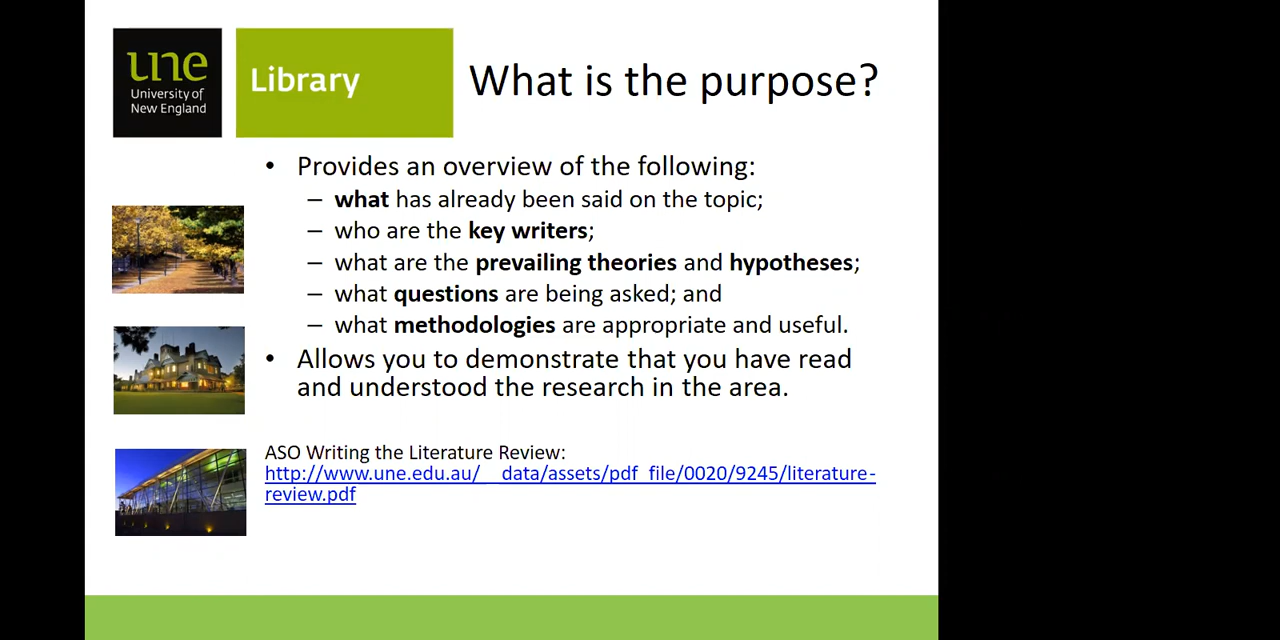 une
University of
New England
Library
What is the purpose?
• Provides an overview of the following:
– what has already been said on the topic;
– who are the key writers;
– what are the prevailing theories and hypotheses;
– what questions are being asked; and
– what methodologies are appropriate and useful.
• Allows you to demonstrate that you have read
and understood the research in the area.
ASO Writing the Literature Review:
http://www.une.edu.au/__data/assets/pdf_file/0020/9245/literature-
review.pdf